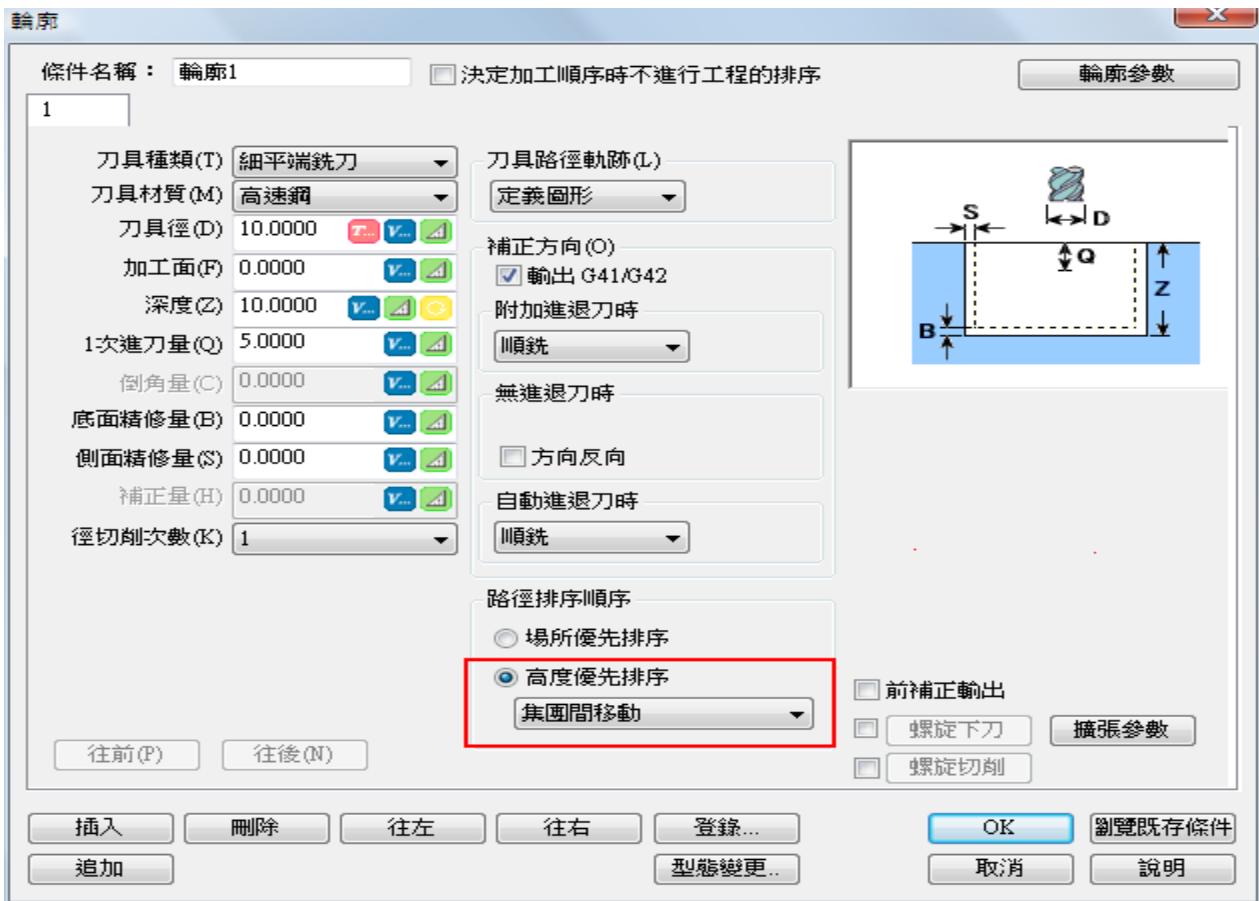 輪廓
條件名稱： 輪廓1 決定加工順序時不進行工程的排序 輪廓參數
1
刀具種類(T) 細平端銑刀
刀具材質(M) 高速鋼
刀具徑(D) 10.0000 T... V...
加工面(F) 0.0000 V...
深度(Z) 10.0000 V...
1次進刀量(Q) 5.0000 V...
倒角量(C) 0.0000 V...
底面精修量(B) 0.0000 V...
側面精修量(S) 0.0000 V...
補正量(H) 0.0000 V...
徑切削次數(K) 1
往前(P) 往後(N)
刀具路徑軌跡(L)
定義圖形
補正方向(O)
輸出 G41/G42
附加進退刀時
順銑
無進退刀時
方向反向
自動進退刀時
順銑
路徑排序順序
場所優先排序
高度優先排序
集團間移動
S D
Q
Z
B
前補正輸出
螺旋下刀 擴張參數
螺旋切削
插入 刪除 往左 往右 登錄... OK 瀏覽既存條件
追加 型態變更.. 取消 說明